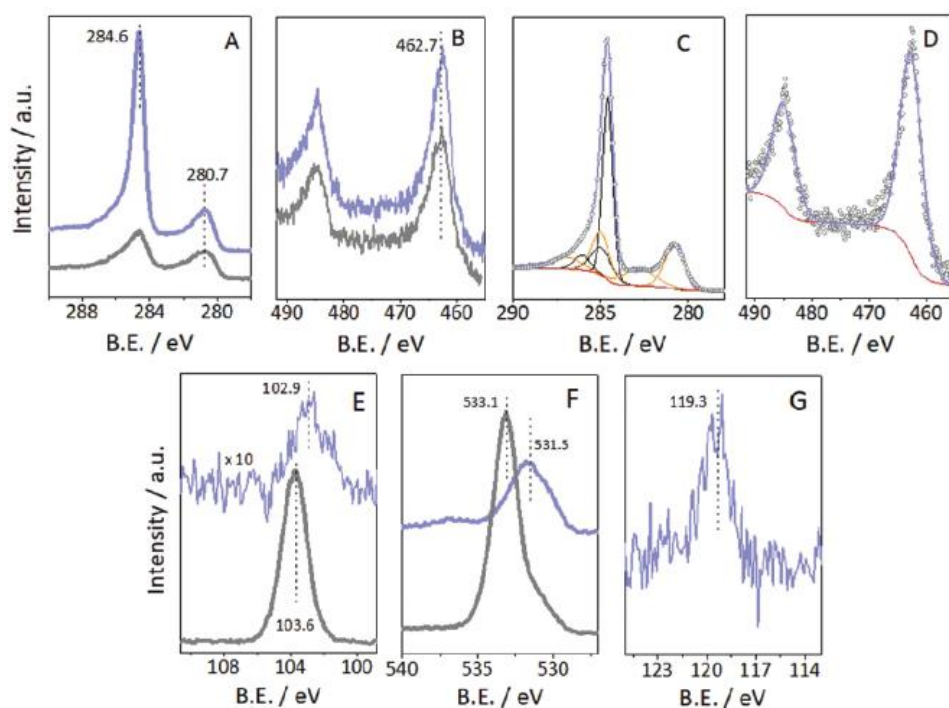 284.6
280.7
A
462.7
B
C
D
Intensity / a.u.
288 284 280
490 480 470 460
290 285 280
490 480 470 460
B.E. / eV
B.E. / eV
B.E. / eV
B.E. / eV
102.9
E
x 10
103.6
533.1
F
531.5
119.3
G
Intensity / a.u.
108 104 100
540 535 530
123 120 117 114
B.E. / eV
B.E. / eV
B.E. / eV